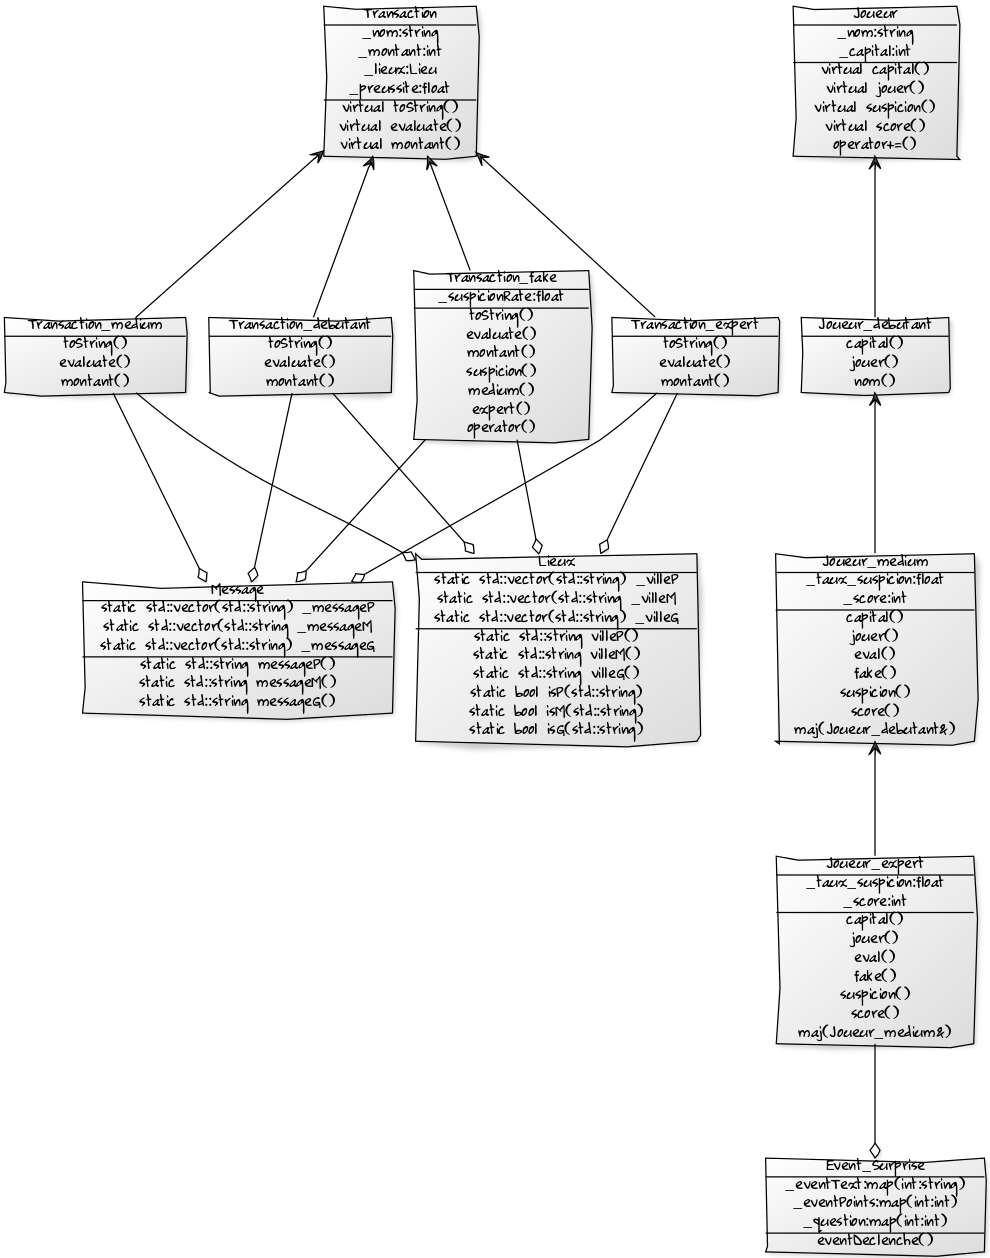 Transaction
_nom:string
_montant:int
_lieux:Lieu
_preussite:float
virtual toString()
virtual evaluate()
virtual montant()
Joueur
_nom:string
_capital:int
virtual capital()
virtual jouer()
virtual suspicion()
virtual score()
operator+=()
Transaction_medium
toString()
evaluate()
montant()
Transaction_debutant
toString()
evaluate()
montant()
Transaction_fake
_suspicionRate:float
toString()
evaluate()
montant()
suspicion()
medium()
expert()
operator()
Transaction_expert
toString()
evaluate()
montant()
Joueur_debutant
capital()
jouer()
nom()
Message
static std::vector(std::string) _messageP
static std::vector(std::string) _messageM
static std::vector(std::string) _messageG
static std::string messageP()
static std::string messageM()
static std::string messageG()
Lieux
static std::vector(std::string) _villeP
static std::vector(std::string) _villeM
static std::vector(std::string) _villeG
static std::string villeP()
static std::string villeM()
static std::string villeG()
static bool isP(std::string)
static bool isM(std::string)
static bool isG(std::string)
Joueur_medium
_taux_suspicion:float
_score:int
capital()
jouer()
eval()
fake()
suspicion()
score()
maj(Joueur_debutant&)
Joueur_expert
_taux_suspicion:float
_score:int
capital()
jouer()
eval()
fake()
suspicion()
score()
maj(Joueur_medium&)
Event_Surprise
_eventText:map(int:string)
_eventPoints:map(int:int)
_question:map(int:int)
eventDeclenche()